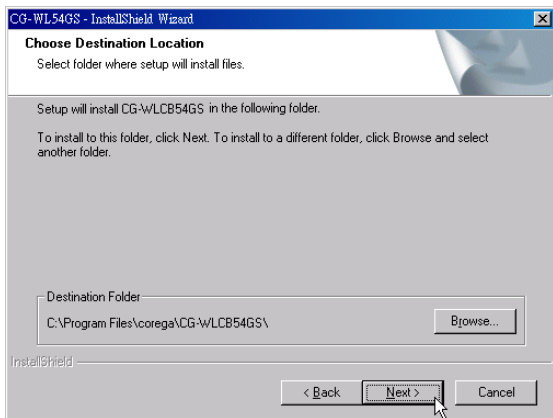 CG-WL54GS - InstallShield Wizard
Choose Destination Location
Select folder where setup will install files.
Setup will install CG-WLCB54GS in the following folder.
To install to this folder, click Next. To install to a different folder, click Browse and select
another folder.
Destination Folder
C:\Program Files\corega\CG-WLCB54GS\
Browse...
InstallShield
< Back
Next >
Cancel